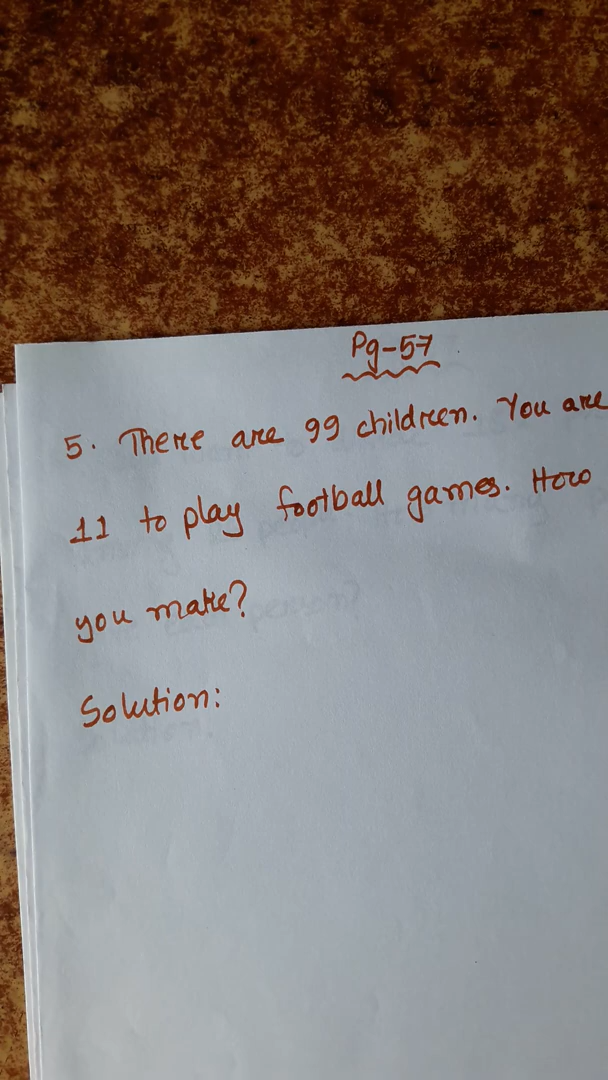 Pg-57
5. There are 99 children. You are
11 to play football games. How
you make?
Solution: